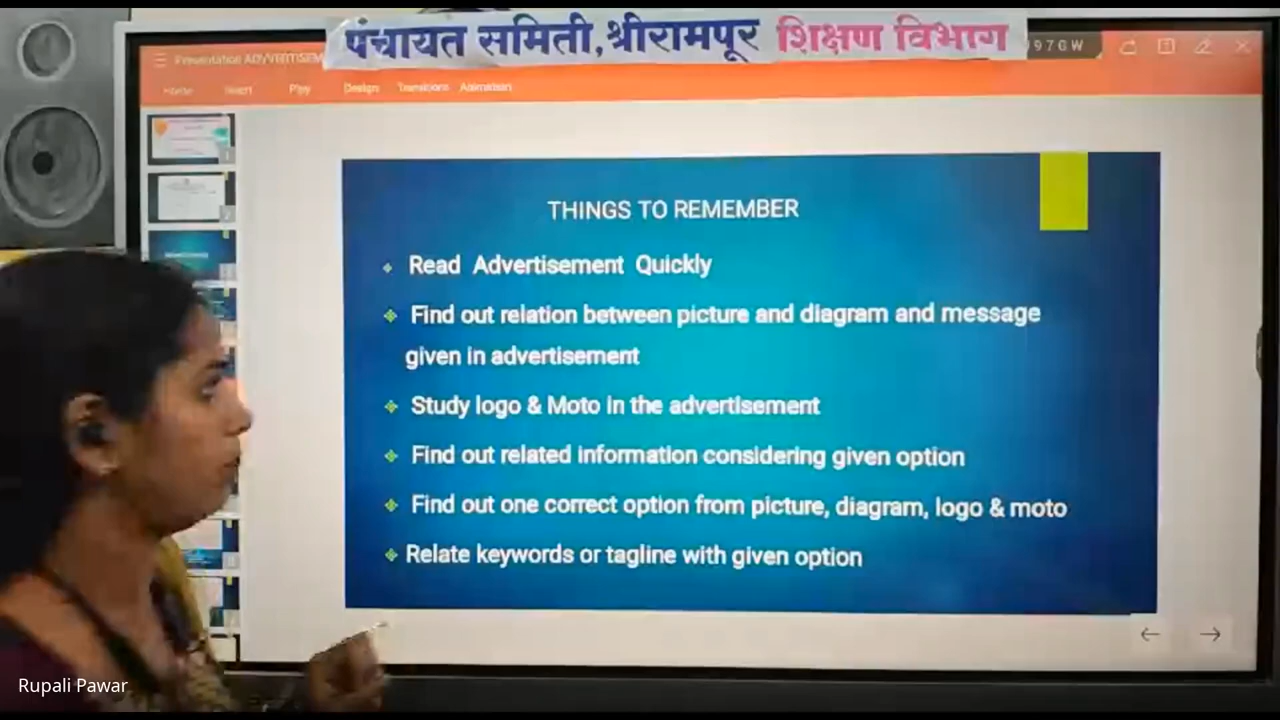 पंचायत समिती,श्रीरामपूर शिक्षण विभाग
Presentation ADVVERTISEM
97GW
Home Insert Play Design Transitions Animation
THINGS TO REMEMBER
Read Advertisement Quickly
Find out relation between picture and diagram and message
given in advertisement
Study logo & Moto in the advertisement
Find out related information considering given option
Find out one correct option from picture, diagram, logo & moto
Relate keywords or tagline with given option
Rupali Pawar